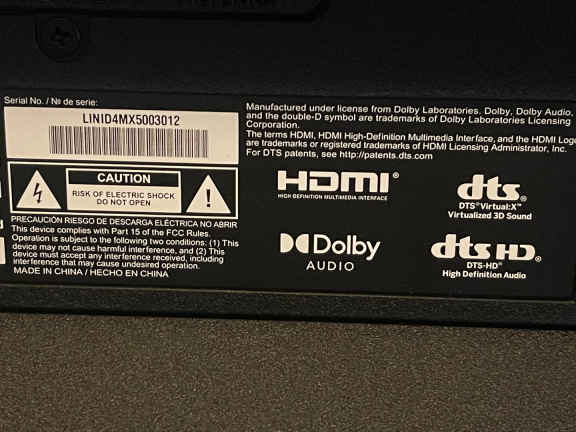 Serial No. / № de serie:
LINID4MX5003012
CAUTION
RISK OF ELECTRIC SHOCK
DO NOT OPEN
PRECAUCIÓN RIESGO DE DESCARGA ELÉCTRICA NO ABRIR
This device complies with Part 15 of the FCC Rules.
Operation is subject to the following two conditions: (1) This
device may not cause harmful interference, and (2) This
device must accept any interference received, including
interference that may cause undesired operation.
MADE IN CHINA / HECHO EN CHINA
Manufactured under license from Dolby Laboratories. Dolby, Dolby Audio,
and the double-D symbol are trademarks of Dolby Laboratories Licensing
Corporation.
The terms HDMI, HDMI High-Definition Multimedia Interface, and the HDMI Logo
are trademarks or registered trademarks of HDMI Licensing Administrator, Inc.
For DTS patents, see http://patents.dts.com
HDMI
HIGH DEFINITION MULTIMEDIA INTERFACE
dts
DTS® Virtual:X™
Virtualized 3D Sound
Dolby
AUDIO
dts HD
DTS-HD®
High Definition Audio